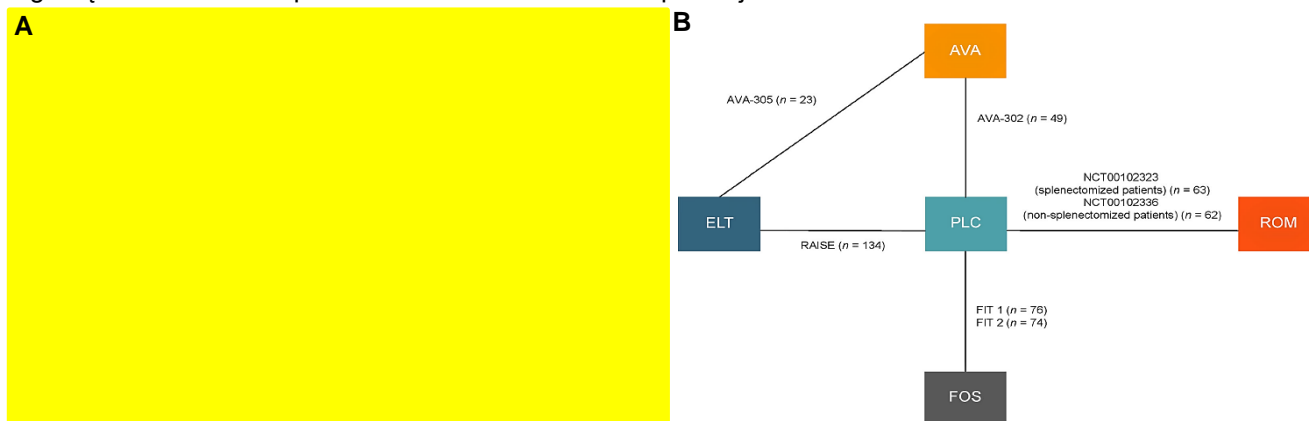 A
B
AVA
AVA-305 (n = 23)
AVA-302 (n = 49)
NCT00102323
(splenectomized patients) (n = 63)
NCT00102336
(non-splenectomized patients) (n = 62)
ELT
PLC
ROM
RAISE (n = 134)
FIT 1 (n = 76)
FIT 2 (n = 74)
FOS